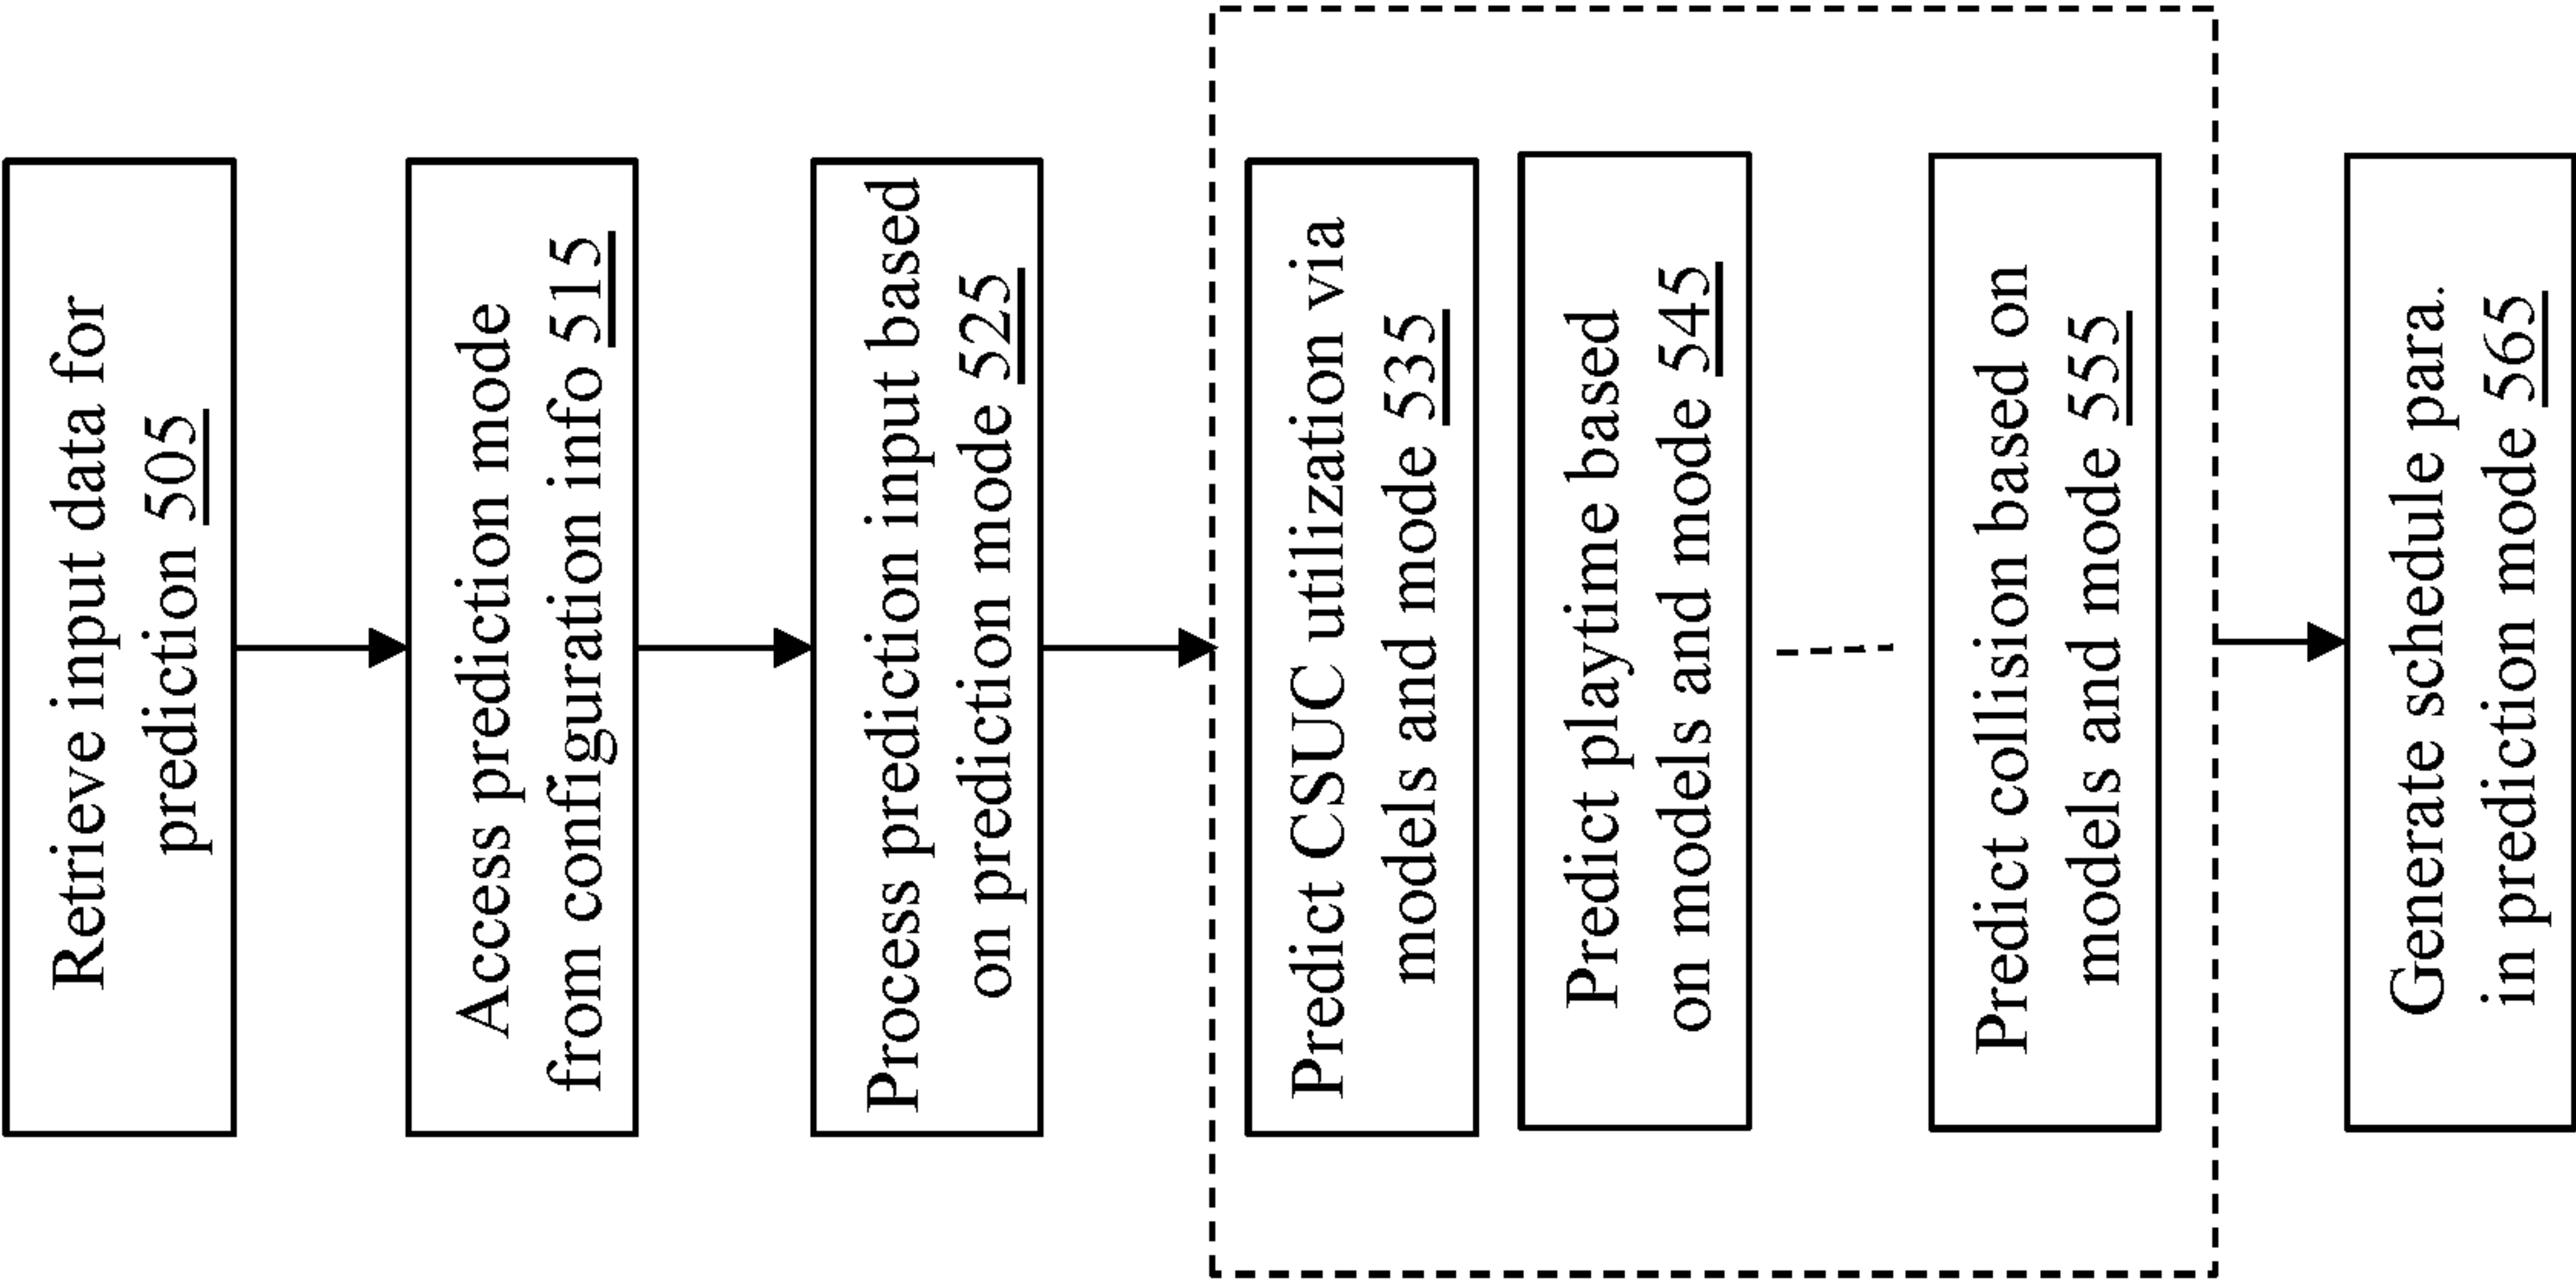 Retrieve input data for
prediction 505
Access prediction mode
from configuration info 515
Process prediction input based
on prediction mode 525
Predict CSUC utilization via
models and mode 535
Predict playtime based
on models and mode 545
Predict collision based on
models and mode 555
Generate schedule para.
in prediction mode 565